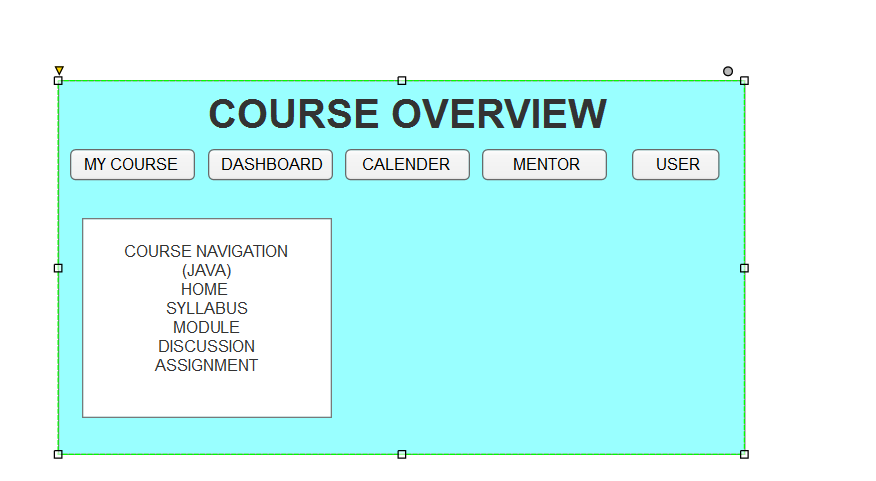 COURSE OVERVIEW
MY COURSE DASHBOARD CALENDER MENTOR USER
COURSE NAVIGATION
(JAVA)
HOME
SYLLABUS
MODULE
DISCUSSION
ASSIGNMENT